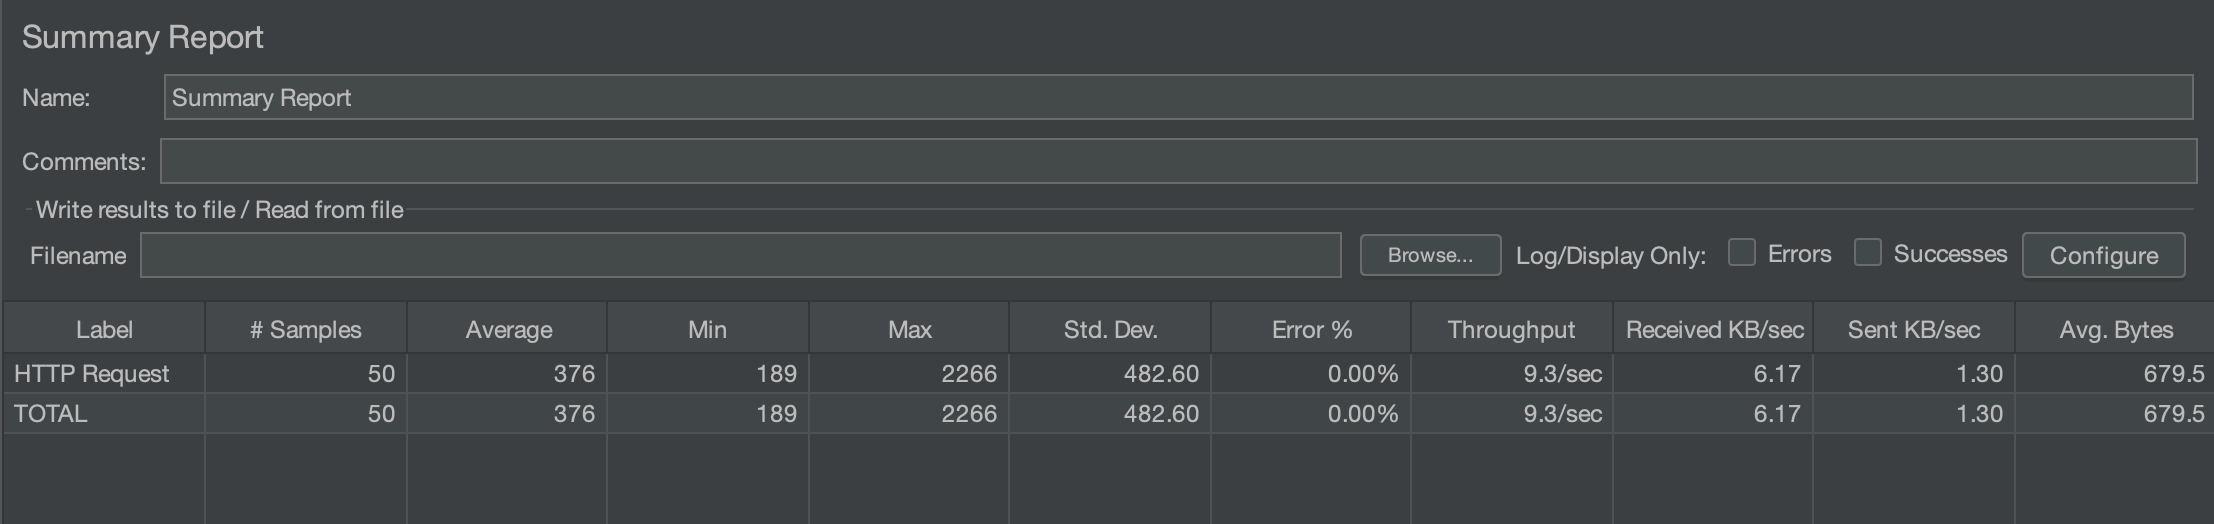 Summary Report
Name: Summary Report
Comments:
Write results to file / Read from file
Filename Browse... Log/Display Only: Errors Successes Configure
Label # Samples Average Min Max Std. Dev. Error % Throughput Received KB/sec Sent KB/sec Avg. Bytes
HTTP Request 50 376 189 2266 482.60 0.00% 9.3/sec 6.17 1.30 679.5
TOTAL 50 376 189 2266 482.60 0.00% 9.3/sec 6.17 1.30 679.5